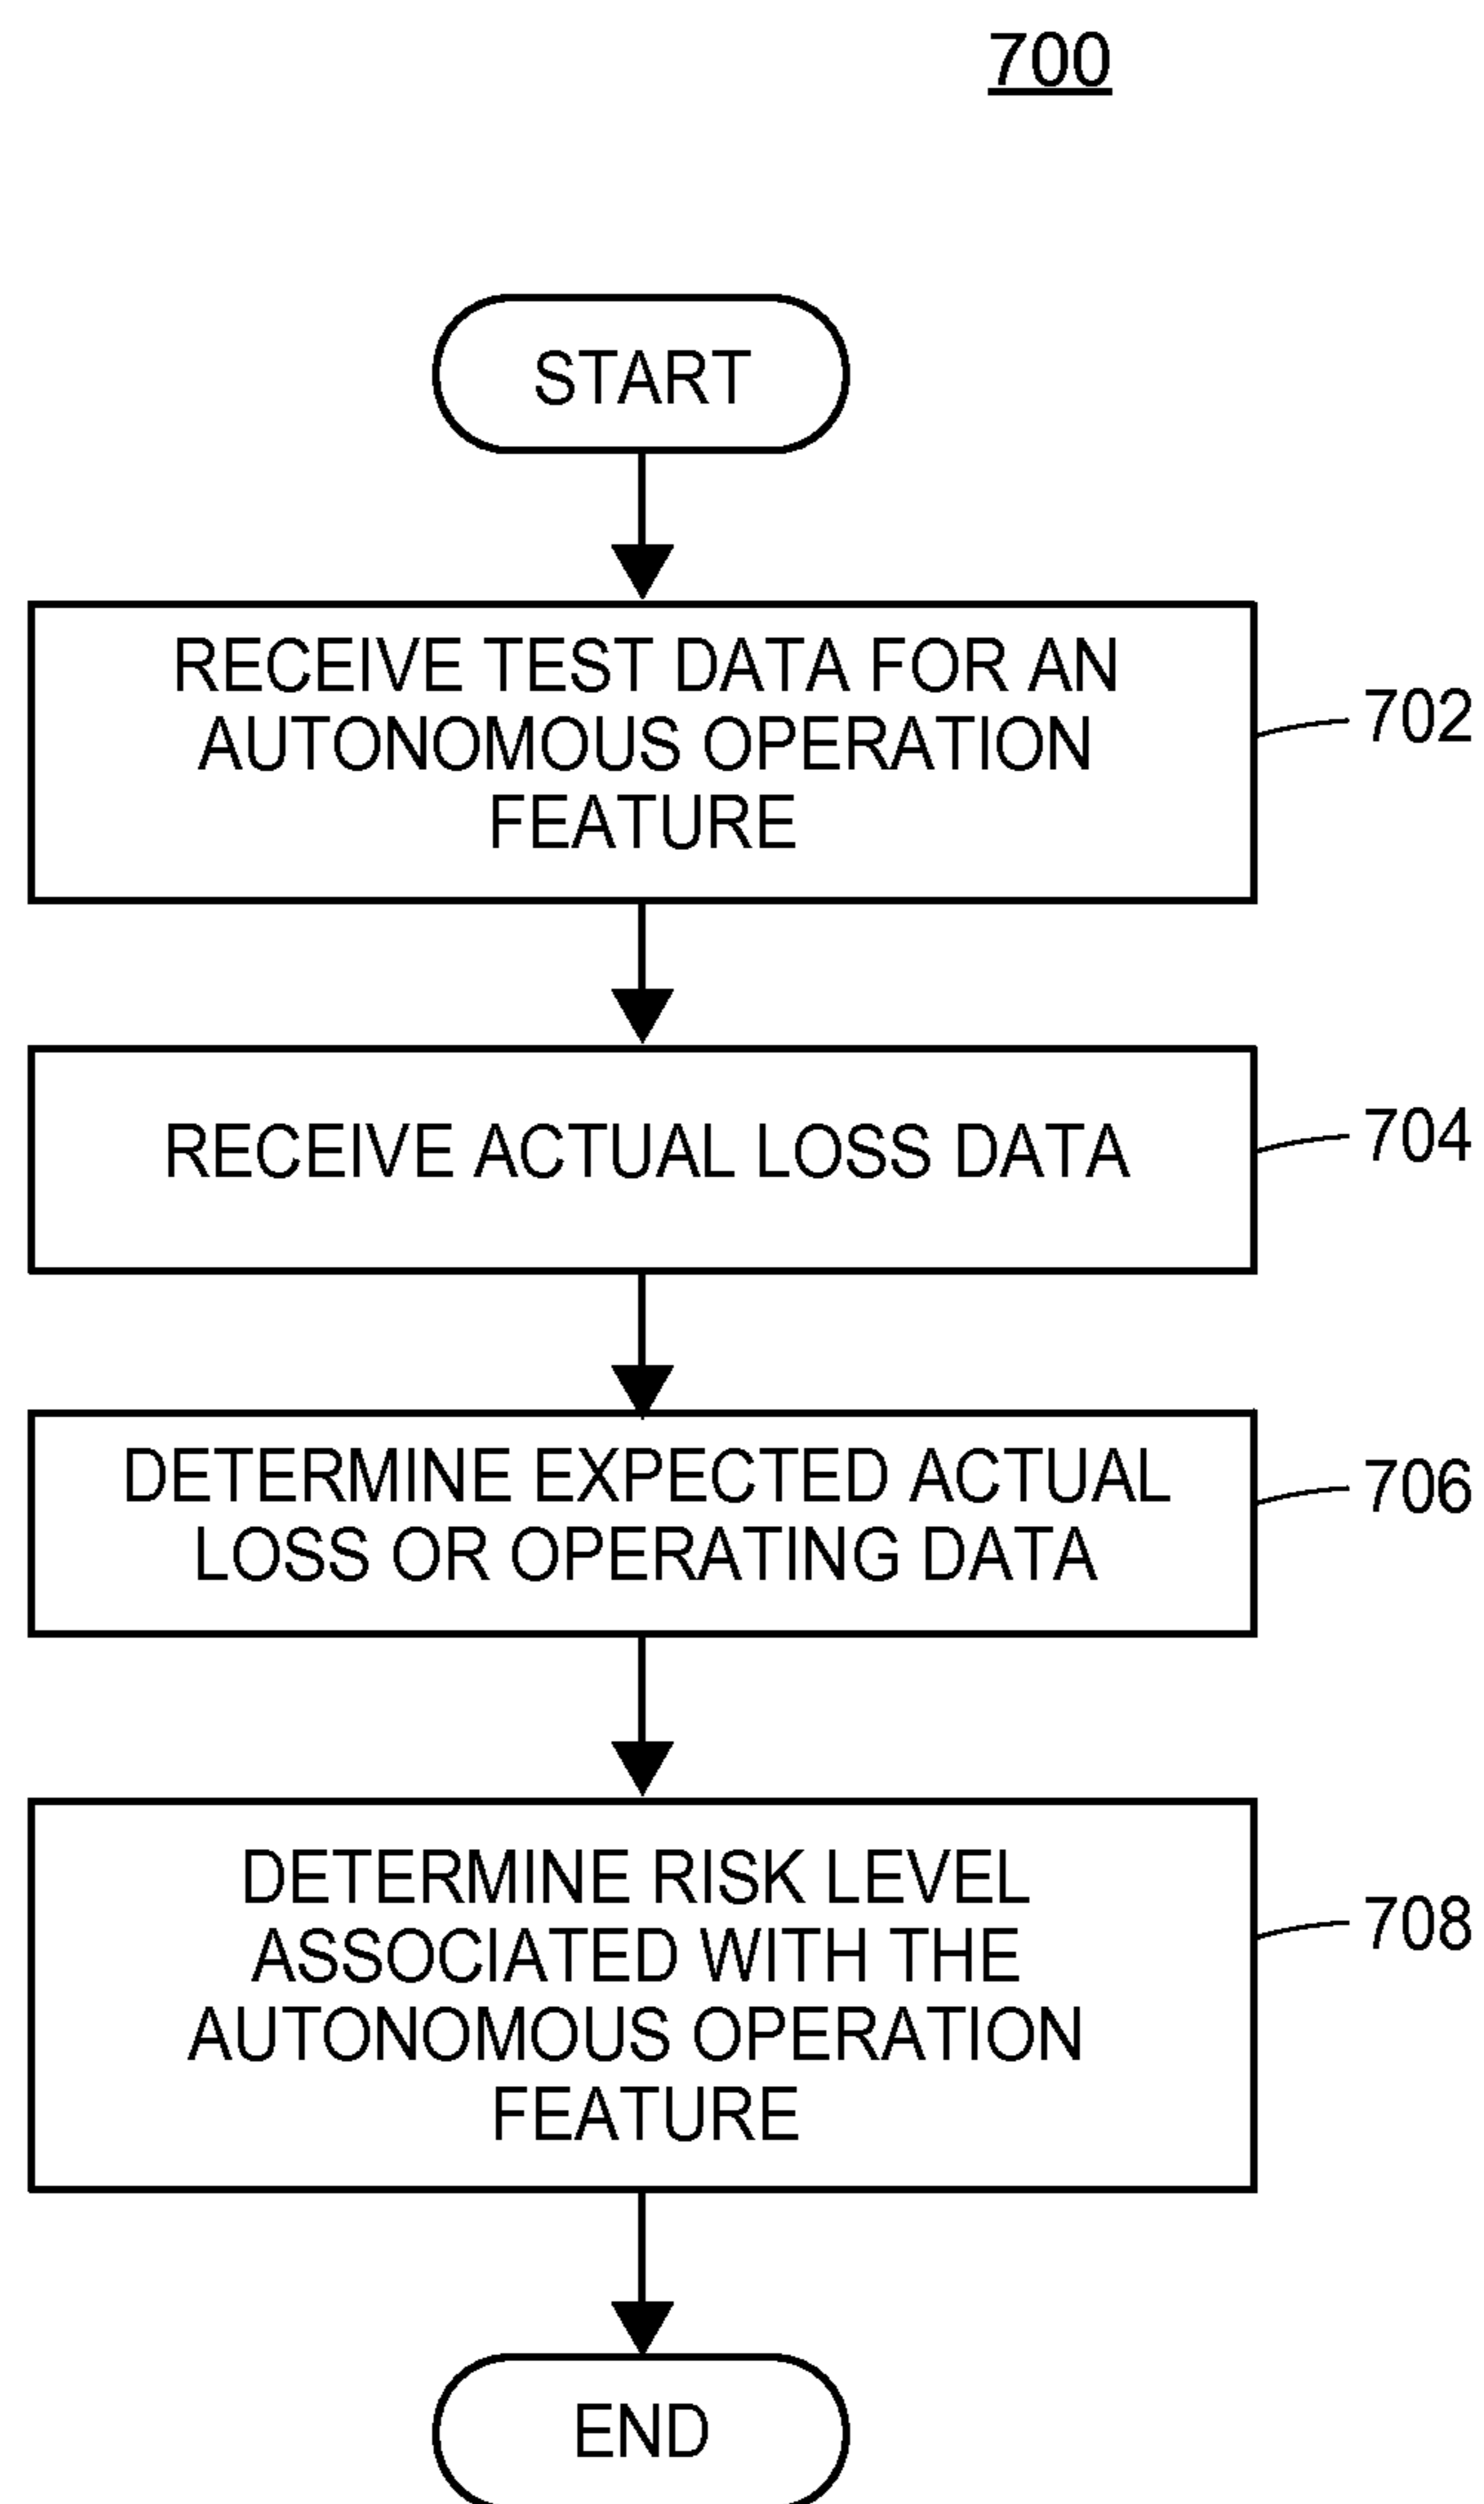 700
START
RECEIVE TEST DATA FOR AN
AUTONOMOUS OPERATION
FEATURE
702
RECEIVE ACTUAL LOSS DATA
704
DETERMINE EXPECTED ACTUAL
LOSS OR OPERATING DATA
706
DETERMINE RISK LEVEL
ASSOCIATED WITH THE
AUTONOMOUS OPERATION
FEATURE
708
END